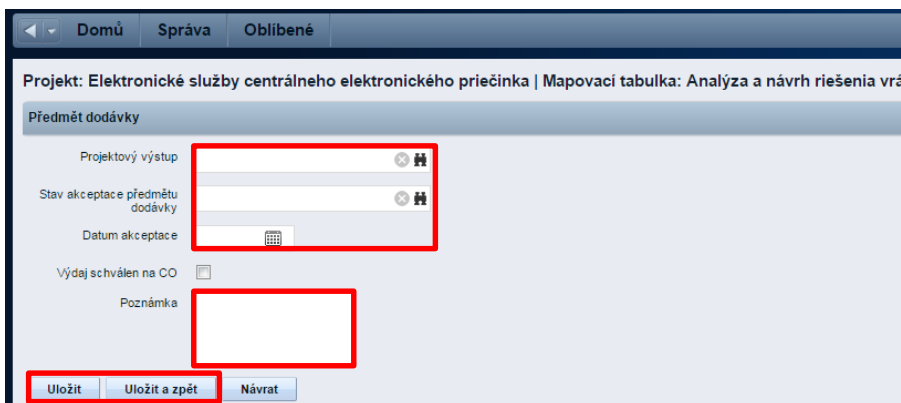 Domů Správa Oblíbené
Projekt: Elektronické služby centrálneho elektronického priečinka | Mapovací tabulka: Analýza a návrh riešenia vrá
Předmět dodávky
Projektový výstup
Stav akceptace předmětu
dodávky
Datum akceptace
Výdaj schválen na CO
Poznámka
Uložit Uložit a zpět Návrat